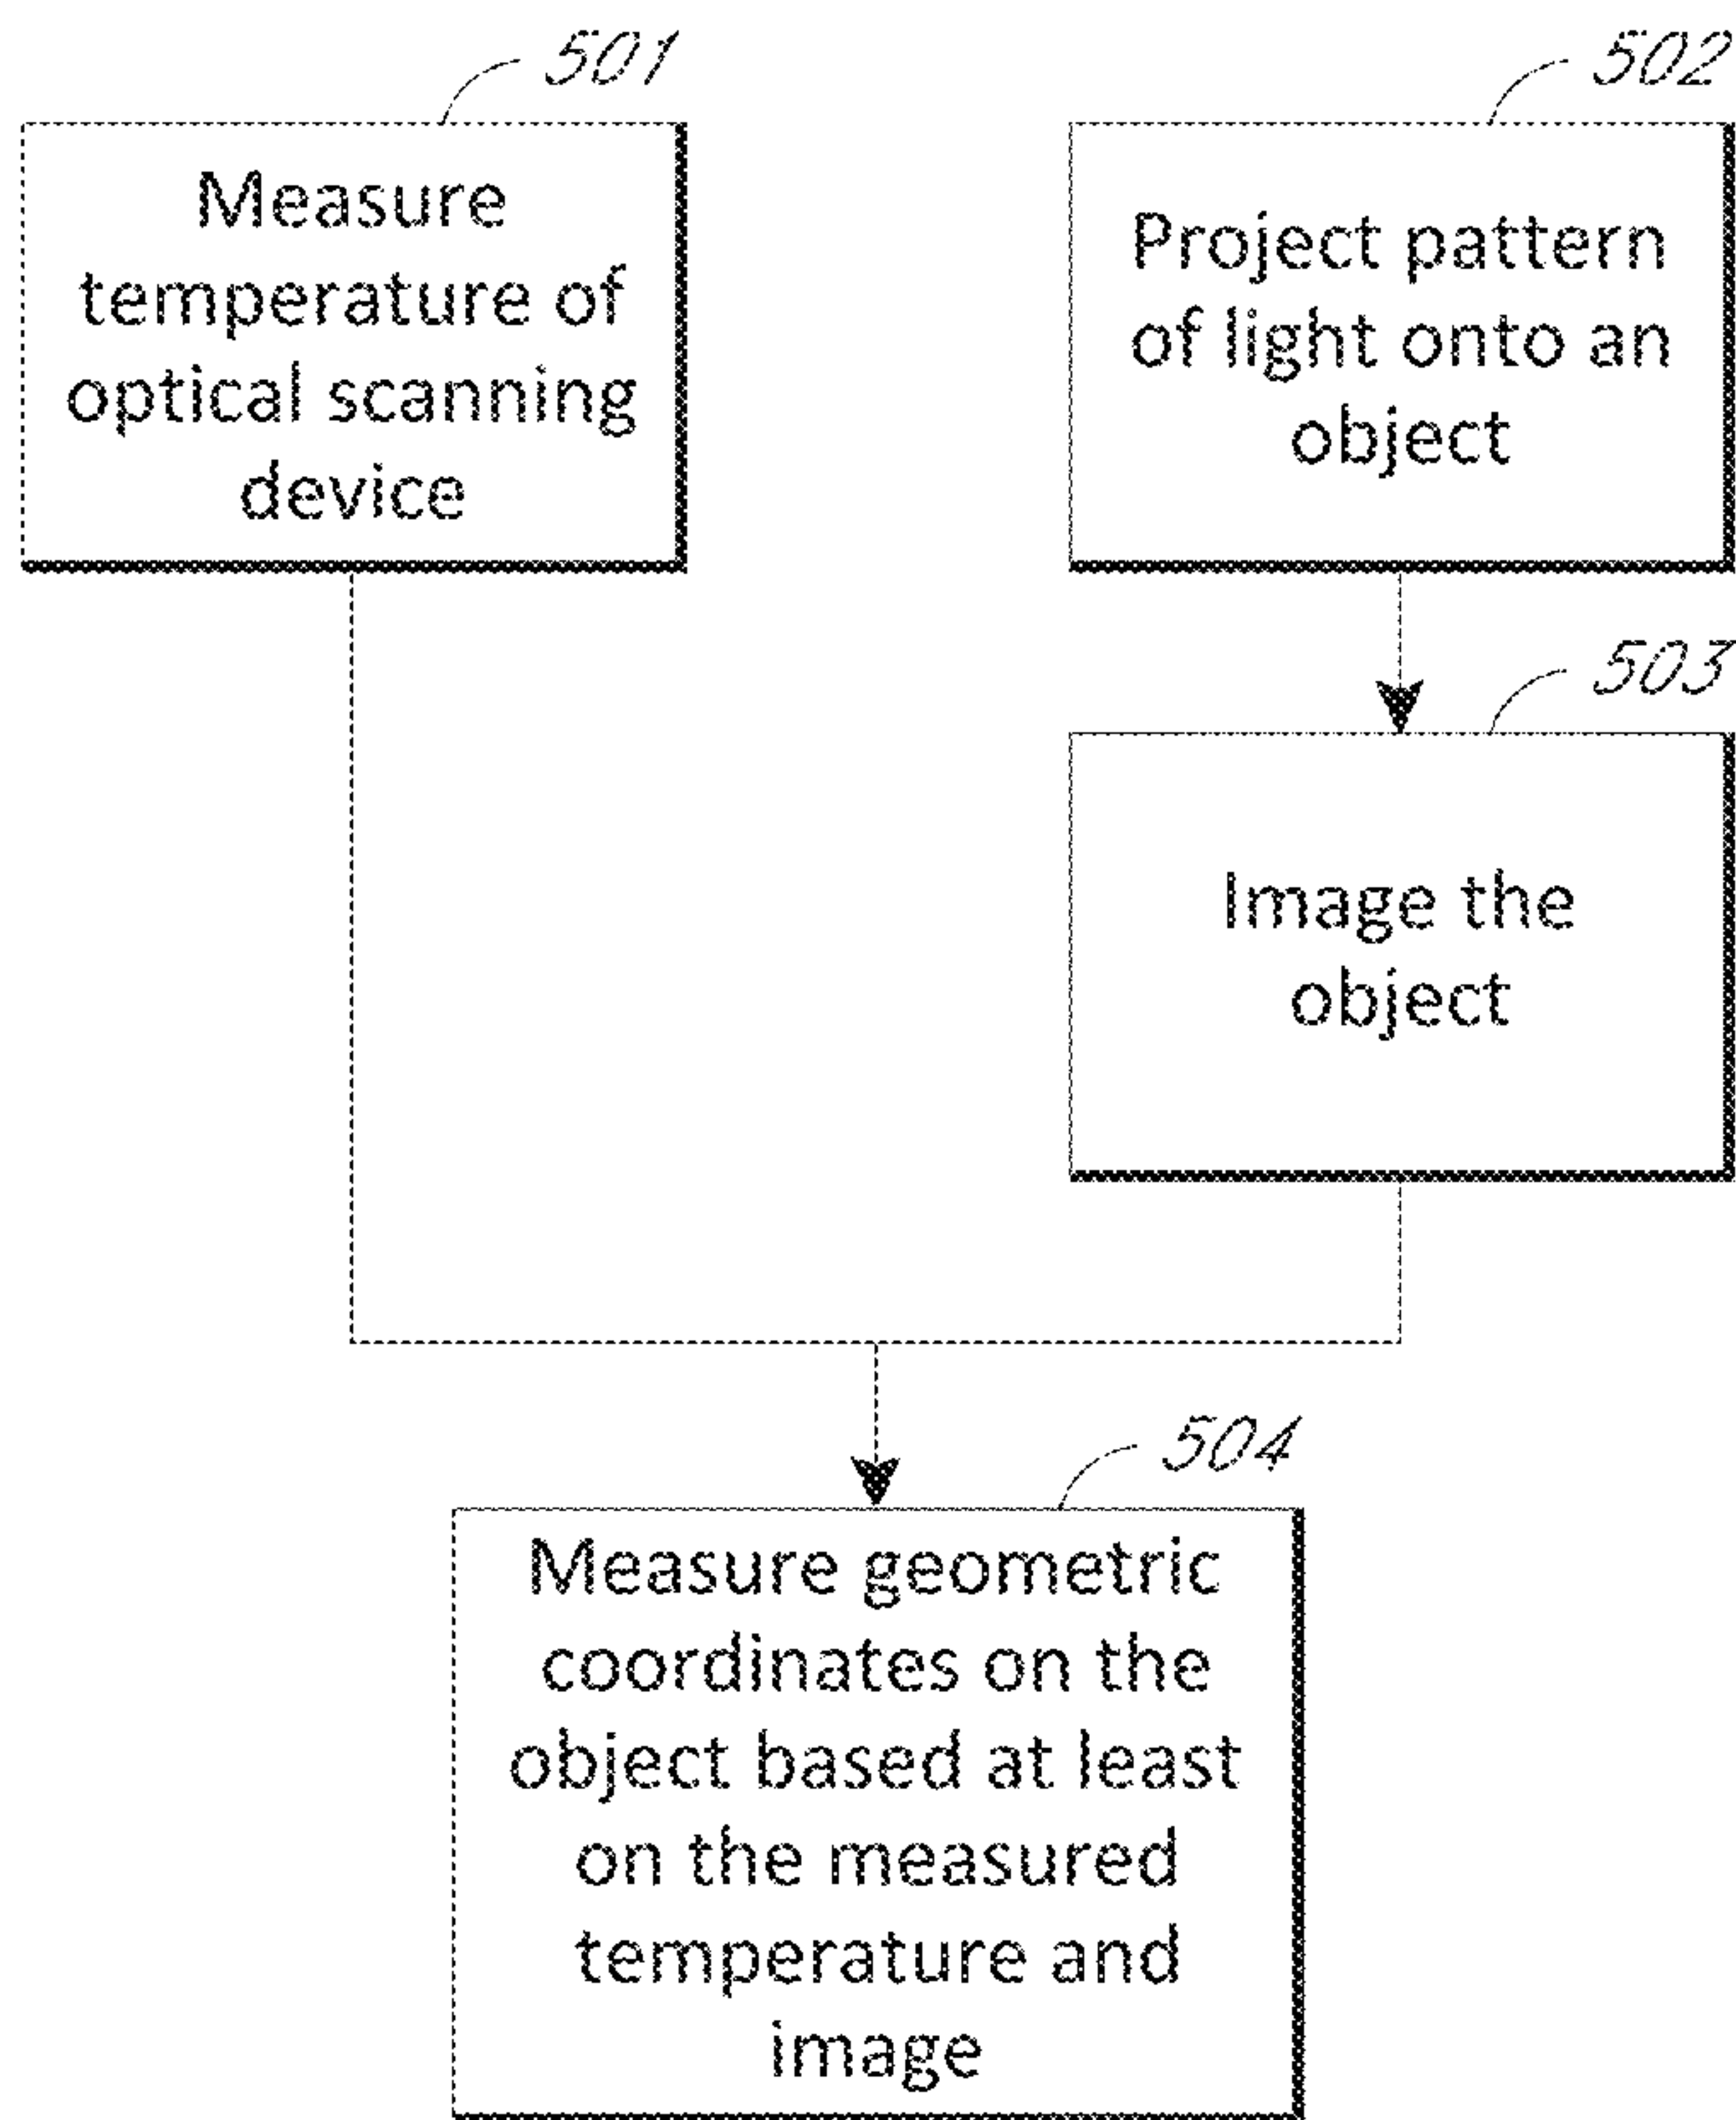 501
Measure
temperature of
optical scanning
device
502
Project pattern
of light onto an
object
503
Image the
object
504
Measure geometric
coordinates on the
object based at least
on the measured
temperature and
image